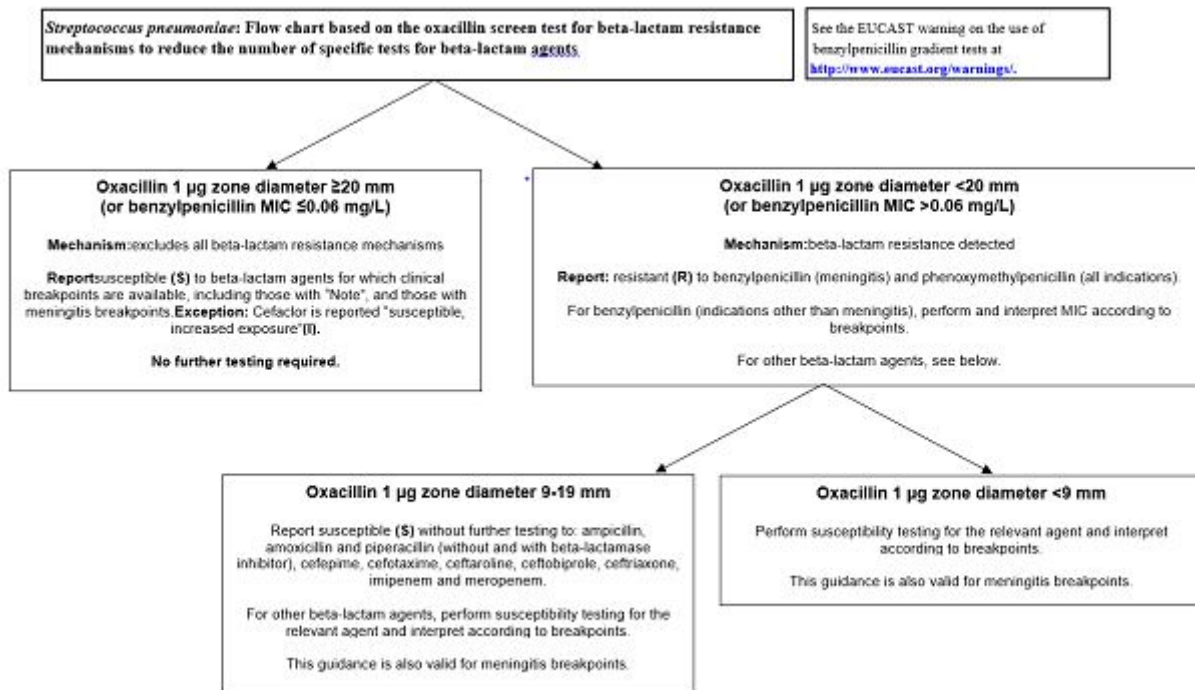 Streptococcus pneumoniae: Flow chart based on the oxacillin screen test for beta-lactam resistance
mechanisms to reduce the number of specific tests for beta-lactam agents
See the EUCAST warning on the use of
benzylpenicillin gradient tests at
http://www.eucast.org/warnings/.
Oxacillin 1 µg zone diameter ≥20 mm
(or benzylpenicillin MIC ≤0.06 mg/L)
Mechanism:excludes all beta-lactam resistance mechanisms
Reportsusceptible (S) to beta-lactam agents for which clinical
breakpoints are available, including those with "Note", and those with
meningitis breakpoints.Exception: Cefaclor is reported "susceptible,
increased exposure"(I).
No further testing required.
Oxacillin 1 µg zone diameter <20 mm
(or benzylpenicillin MIC >0.06 mg/L)
Mechanism:beta-lactam resistance detected
Report: resistant (R) to benzylpenicillin (meningitis) and phenoxymethylpenicillin (all indications).
For benzylpenicillin (indications other than meningitis), perform and interpret MIC according to
breakpoints.
For other beta-lactam agents, see below.
Oxacillin 1 µg zone diameter 9-19 mm
Report susceptible (S) without further testing to: ampicillin,
amoxicillin and piperacillin (without and with beta-lactamase
inhibitor), cefepime, cefotaxime, ceftaroline, ceftobiprole, ceftriaxone,
imipenem and meropenem.
For other beta-lactam agents, perform susceptibility testing for the
relevant agent and interpret according to breakpoints.
This guidance is also valid for meningitis breakpoints.
Oxacillin 1 µg zone diameter <9 mm
Perform susceptibility testing for the relevant agent and interpret
according to breakpoints.
This guidance is also valid for meningitis breakpoints.